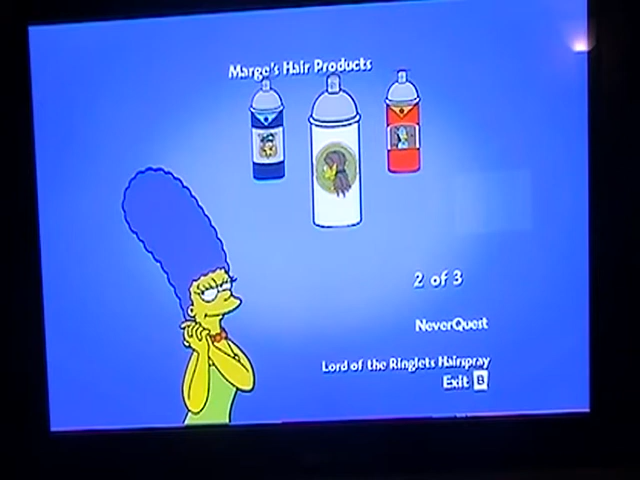 Marge's Hair Products
2 of 3
NeverQuest
Lord of the Ringlets Hairspray
Exit B